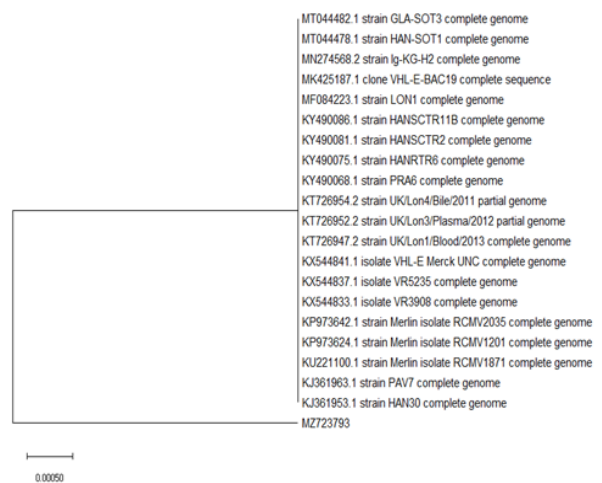 MT044482.1 strain GLA-SOT3 complete genome
MT044478.1 strain HAN-SOT1 complete genome
MN274568.2 strain Ig-KG-H2 complete genome
MK425187.1 clone VHL-E-BAC19 complete sequence
MF084223.1 strain LON1 complete genome
KY490086.1 strain HANSCTR11B complete genome
KY490081.1 strain HANSCTR2 complete genome
KY490075.1 strain HANRTR6 complete genome
KY490068.1 strain PRA6 complete genome
KT726954.2 strain UK/Lon4/Bile/2011 partial genome
KT726952.2 strain UK/Lon3/Plasma/2012 partial genome
KT726947.2 strain UK/Lon1/Blood/2013 complete genome
KX544841.1 isolate VHL-E Merck UNC complete genome
KX544837.1 isolate VR5235 complete genome
KX544833.1 isolate VR3908 complete genome
KP973642.1 strain Merlin isolate RCMV2035 complete genome
KP973624.1 strain Merlin isolate RCMV1201 complete genome
KU221100.1 strain Merlin isolate RCMV1871 complete genome
KJ361963.1 strain PAV7 complete genome
KJ361953.1 strain HAN30 complete genome
MZ723793
0.00050